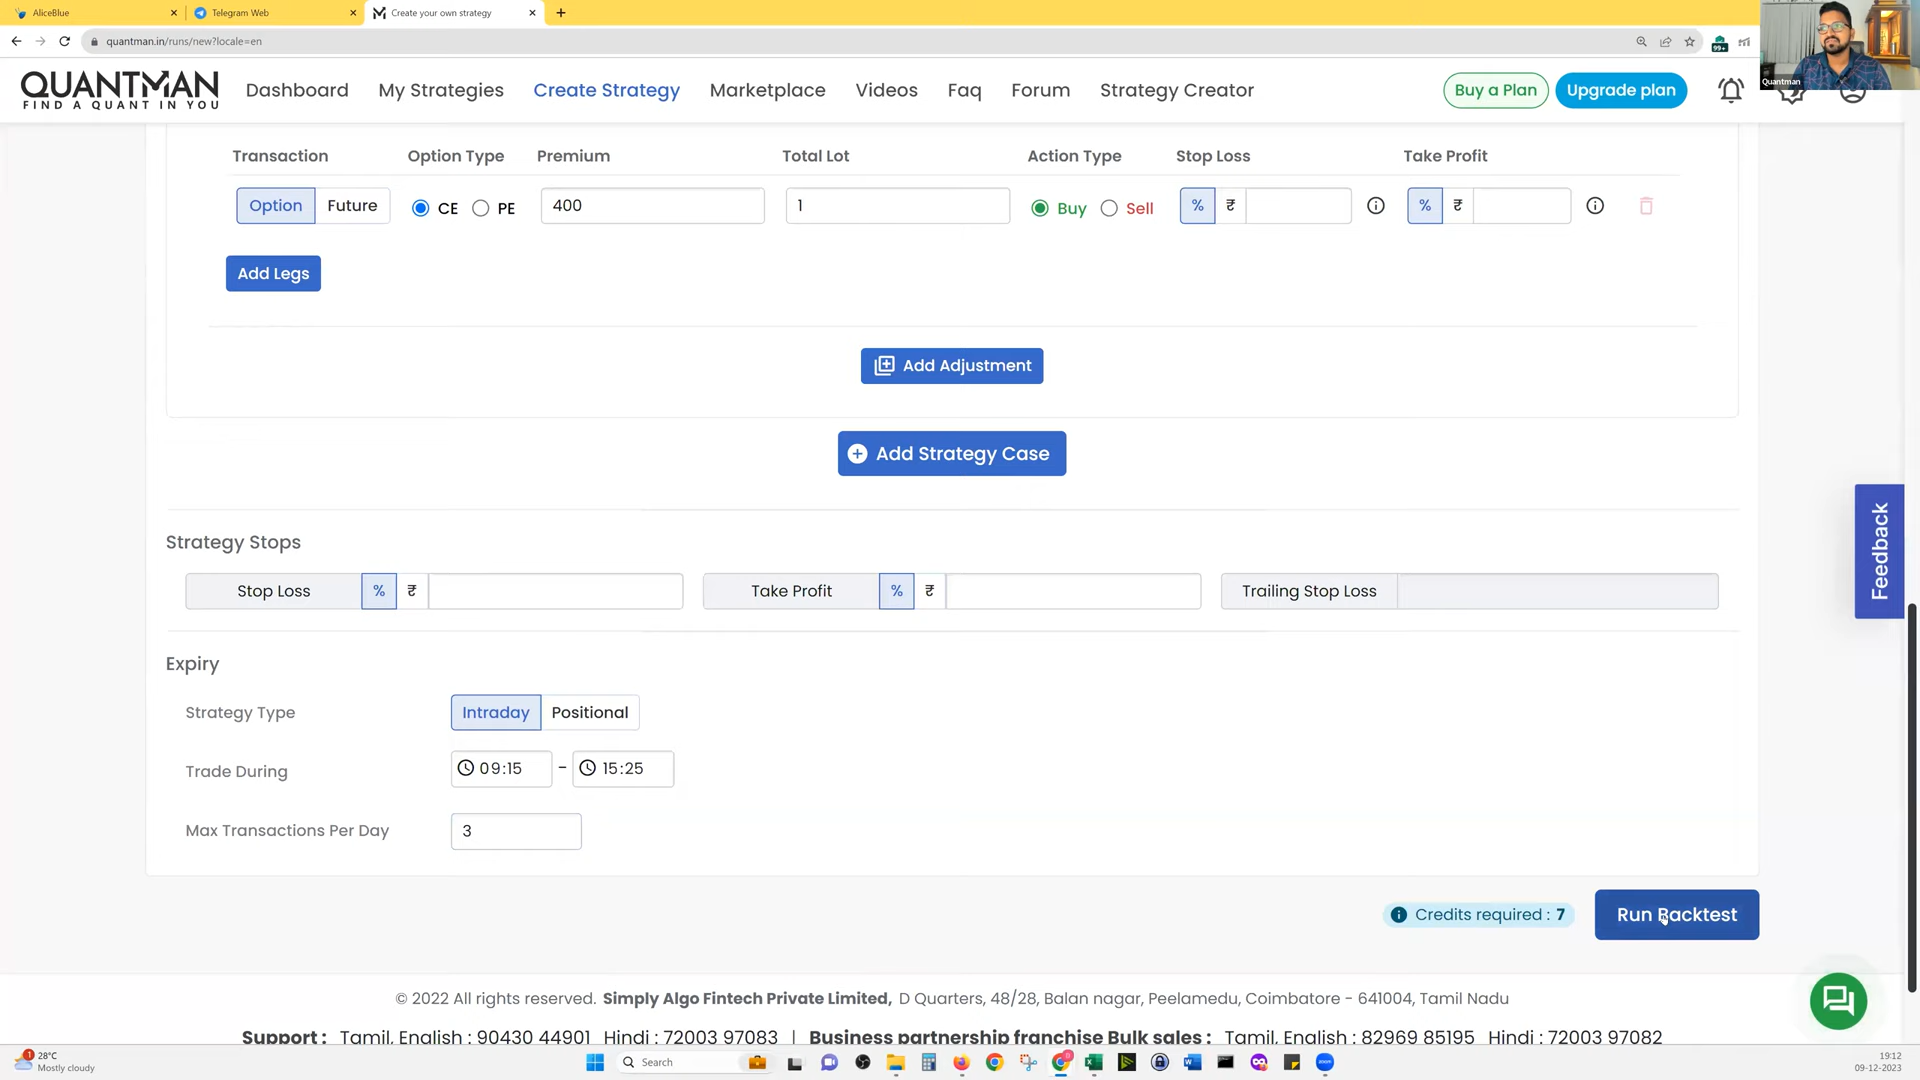 AliceBlue
Telegram Web
Create your own strategy
quantman.in/runs/new?locale=en
99+
Quantman
QUANTMAN
FIND A QUANT IN YOU
Dashboard
My Strategies
Create Strategy
Marketplace
Videos
Faq
Forum
Strategy Creator
Buy a Plan
Upgrade plan
Transaction
Option Type
Premium
Total Lot
Action Type
Stop Loss
Take Profit
Option Future
CE PE
400
1
Buy Sell
% ₹
% ₹
Add Legs
Add Adjustment
Add Strategy Case
Strategy Stops
Stop Loss % ₹
Take Profit % ₹
Trailing Stop Loss
Feedback
Expiry
Strategy Type
Intraday Positional
Trade During
09:15 - 15:25
Max Transactions Per Day
3
Credits required : 7
Run Backtest
© 2022 All rights reserved. Simply Algo Fintech Private Limited, D Quarters, 48/28, Balan nagar, Peelamedu, Coimbatore - 641004, Tamil Nadu
Support : Tamil, English : 90430 44901 Hindi : 72003 97083 | Business partnership franchise Bulk sales : Tamil, English : 82969 85195 Hindi : 72003 97082
1
28°C
Mostly cloudy
Search
19:12
09-12-2023